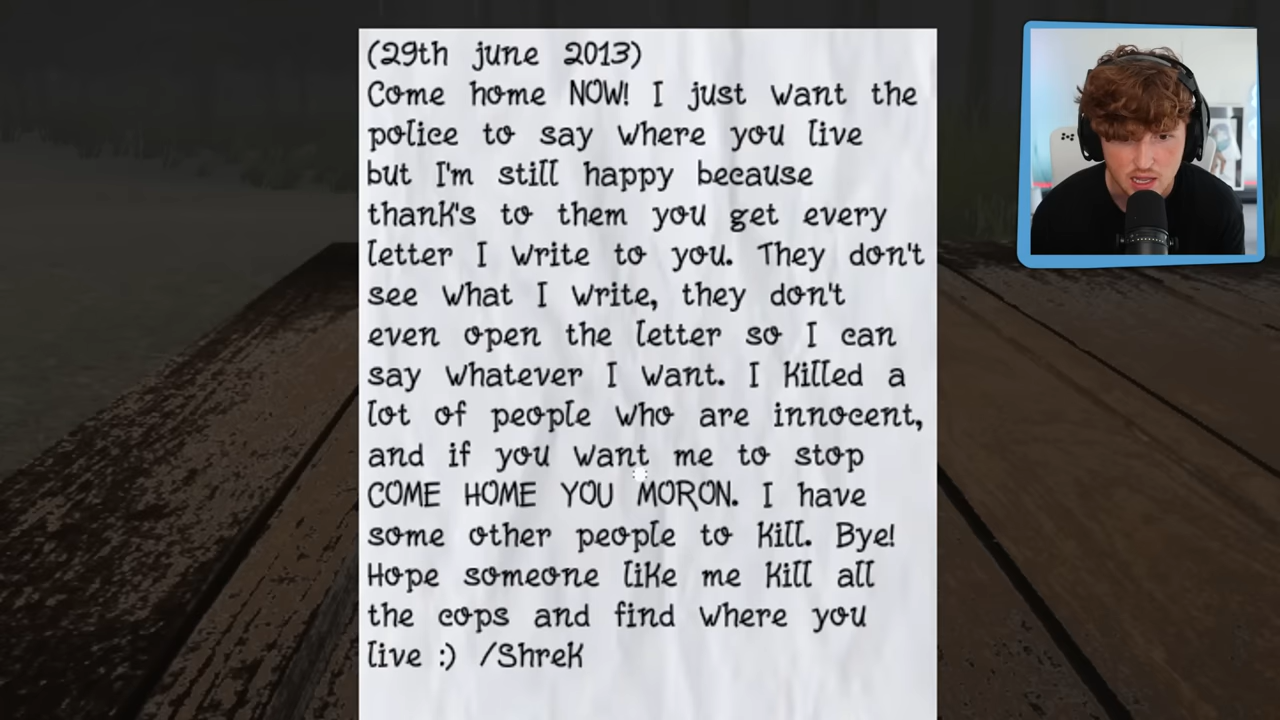 (29th june 2013)
Come home NOW! I just want the
police to say where you live
but I'm still happy because
thank's to them you get every
letter I write to you. They don't
see what I write, they don't
even open the letter so I can
say whatever I want. I killed a
lot of people who are innocent,
and if you want me to stop
COME HOME YOU MORON. I have
some other people to kill. Bye!
Hope someone like me kill all
the cops and find where you
live :) /Shrek